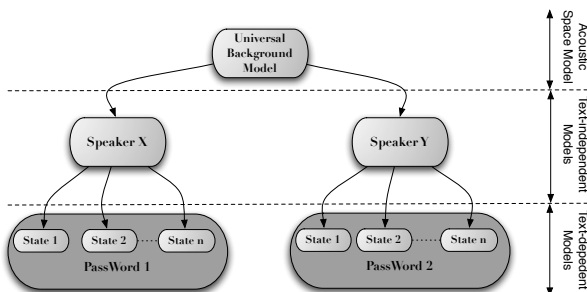 Universal
Background
Model
Acoustic
Space Model
Speaker X
Speaker Y
Text-independent
Models
State 1
State 2
State n
PassWord 1
State 1
State 2
State n
PassWord 2
Text-depedent
Models